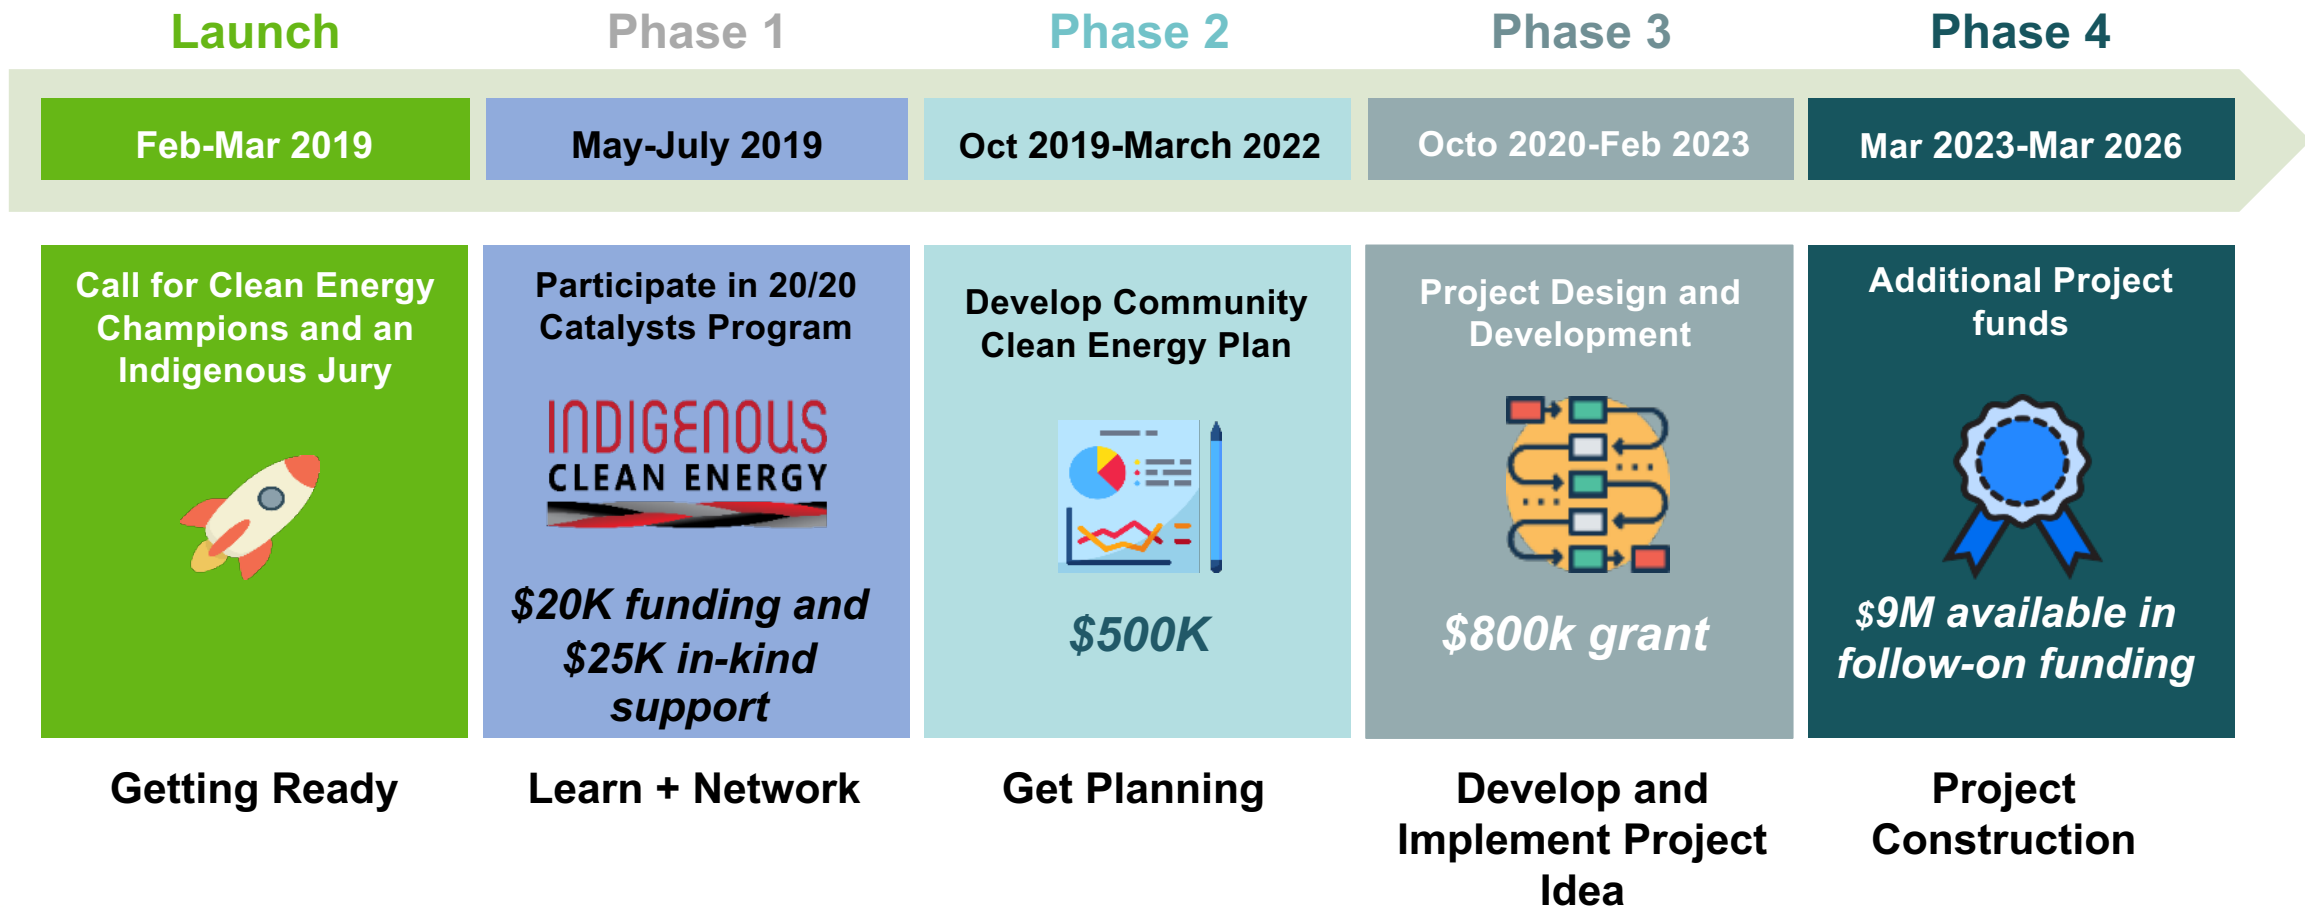 Launch
Phase 1
Phase 2
Phase 3
Phase 4
Feb-Mar 2019
May-July 2019
Oct 2019-March 2022
Octo 2020-Feb 2023
Mar 2023-Mar 2026
Call for Clean Energy
Champions and an
Indigenous Jury
Participate in 20/20
Catalysts Program
INDIGENOUS
CLEAN ENERGY
$20K funding and
$25K in-kind
support
Develop Community
Clean Energy Plan
$500K
Project Design and
Development
$800k grant
Additional Project
funds
$9M available in
follow-on funding
Getting Ready
Learn + Network
Get Planning
Develop and
Implement Project
Idea
Project
Construction